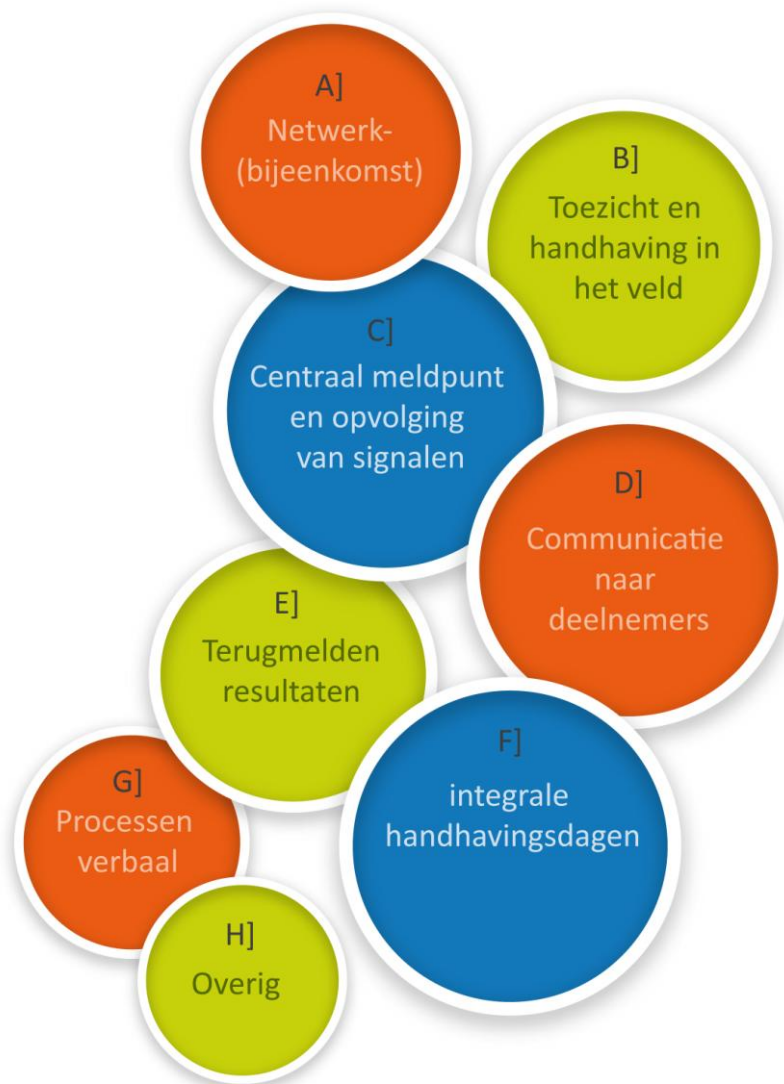 A]
Netwerk-
(bijeenkomst)
B]
Toezicht en
handhaving in
het veld
C]
Centraal meldpunt
en opvolging
van signalen
D]
Communicatie
naar
deelnemers
E]
Terugmelden
resultaten
F]
integrale
handhavingsdagen
G]
Processen
verbaal
H]
Overig